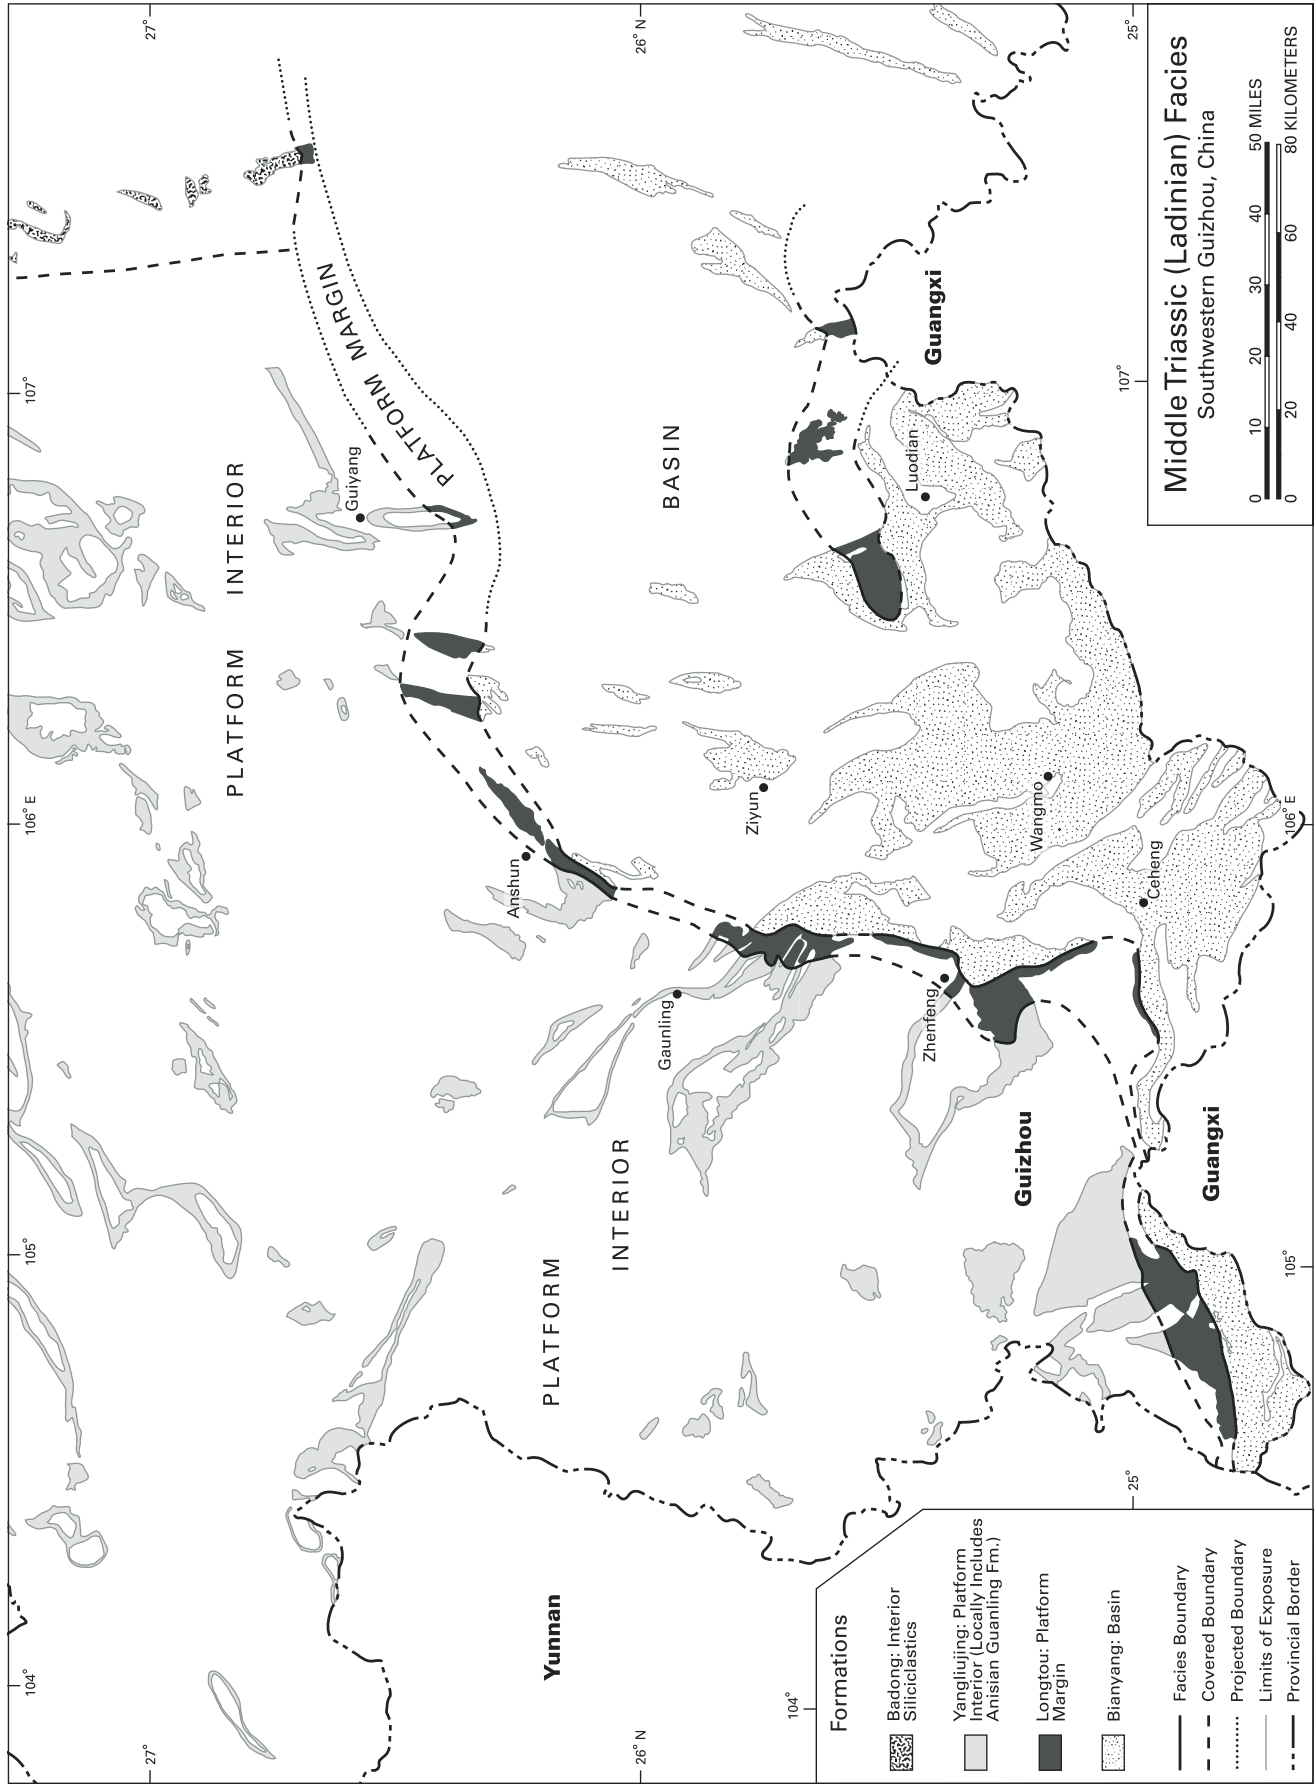 Middle Triassic (Ladinian) Facies
Southwestern Guizhou, China
0 10 20 30 40 50 MILES
0 20 40 60 80 KILOMETERS
Formations
Badong: Interior
Siliciclastics
Yangliujing: Platform
Interior (Locally Includes
Anisian Guanling Fm.)
Longtou: Platform
Margin
Bianyang: Basin
Facies Boundary
Covered Boundary
Projected Boundary
Limits of Exposure
Provincial Border
104°
105°
106° E
107°
27°
26° N
25°
104°
105°
106° E
107°
27°
26° N
25°
PLATFORM INTERIOR
PLATFORM MARGIN
PLATFORM
INTERIOR
BASIN
Guiyang
Anshun
Gaunling
Ziyun
Zhenfeng
Wangmo
Ceheng
Luodian
Yunnan
Guizhou
Guangxi
Guangxi